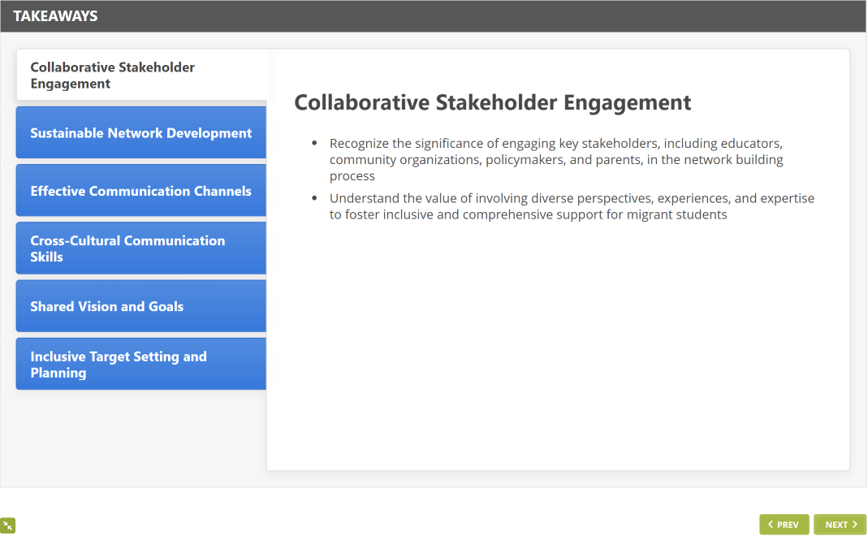 TAKEAWAYS
Collaborative Stakeholder
Engagement
Sustainable Network Development
Effective Communication Channels
Cross-Cultural Communication
Skills
Shared Vision and Goals
Inclusive Target Setting and
Planning
Collaborative Stakeholder Engagement
• Recognize the significance of engaging key stakeholders, including educators,
community organizations, policymakers, and parents, in the network building
process
• Understand the value of involving diverse perspectives, experiences, and expertise
to foster inclusive and comprehensive support for migrant students
PREV
NEXT